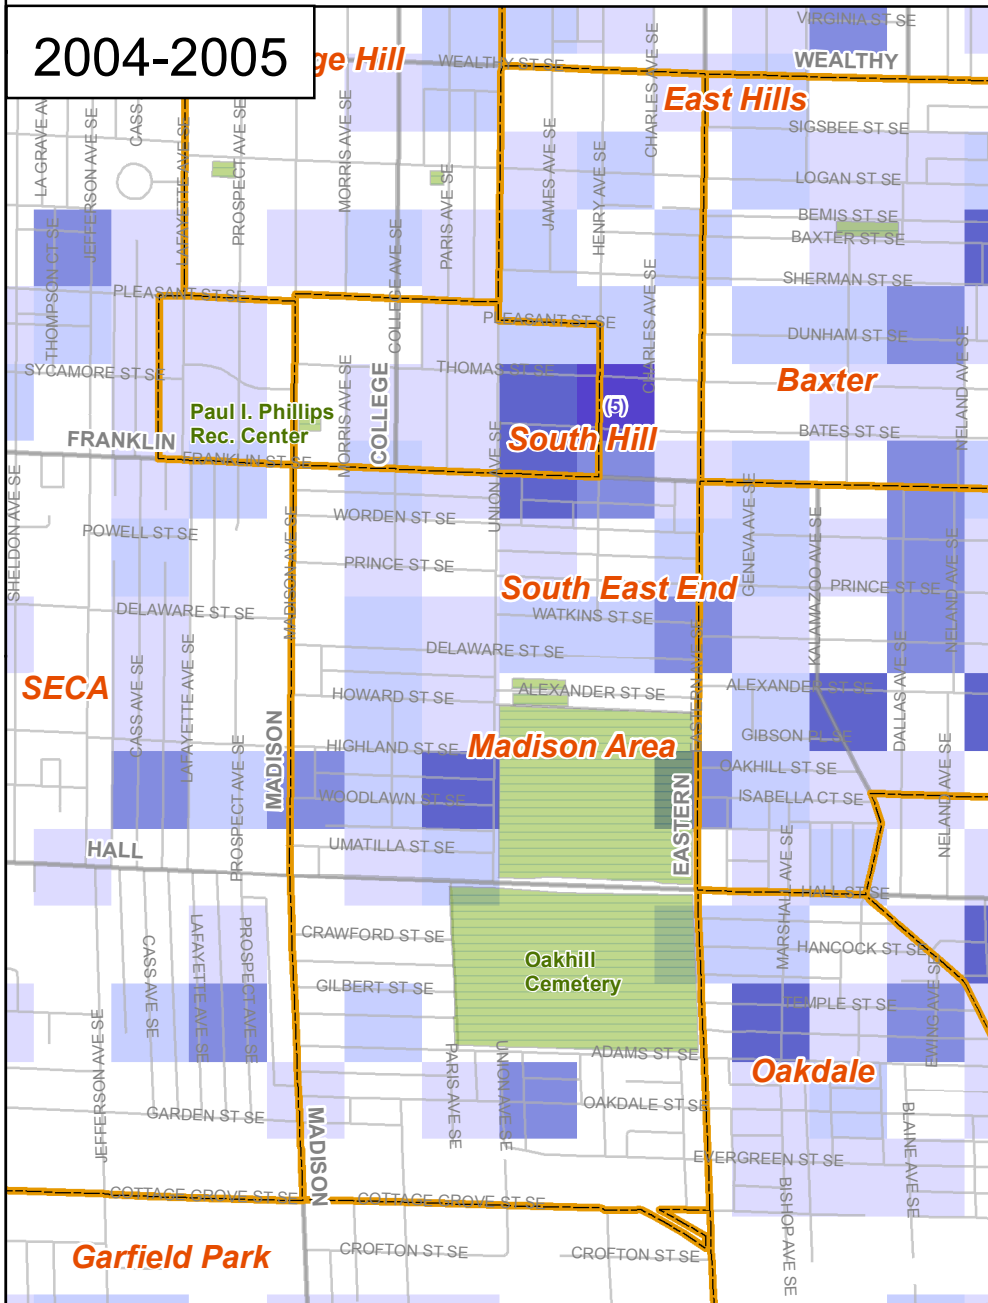 2004-2005
ge Hill
WEALTHY ST SE
VIRGINIA ST SE
WEALTHY
East Hills
CHARLES AVE SE
SIGSBEE ST SE
LA GRAVE A
JEFFERSON AVE SE
CASS
LAFAYETTE AVE SE
PROSPECT AVE SE
MORRIS AVE SE
PARIS AVE SE
JAMES AVE SE
HENRY AVE SE
LOGAN ST SE
BEMIS ST SE
BAXTER ST SE
SHERMAN ST SE
THOMPSON CT SE
COLLEGE AVE SE
PLEASANT ST SE
PLEASANT ST SE
CHARLES AVE SE
DUNHAM ST SE
NELAND AVE SE
SYCAMORE ST SE
THOMAS ST SE
Baxter
MORRIS AVE SE
COLLEGE
(5)
Paul I. Phillips
Rec. Center
South Hill
BATES ST SE
FRANKLIN
FRANKLIN ST SE
UNION AVE SE
SHELDON AVE SE
WORDEN ST SE
POWELL ST SE
MADISON AVE SE
GENEVA AVE SE
KALAMAZOO AVE SE
PRINCE ST SE
South East End
PRINCE ST SE
NELAND AVE SE
DELAWARE ST SE
WATKINS ST SE
DELAWARE ST SE
EASTERN AVE SE
DALLAS AVE SE
SECA
CASS AVE SE
LAFAYETTE AVE SE
HOWARD ST SE
ALEXANDER ST SE
ALEXANDER ST SE
MADISON
HIGHLAND ST SE
Madison Area
GIBSON PL SE
PROSPECT AVE SE
OAKHILL ST SE
NELAND AVE SE
WOODLAWN ST SE
ISABELLA CT SE
EASTERN
HALL
UMATILLA ST SE
MARSHALL AVE SE
HALL ST SE
CASS AVE SE
LAFAYETTE AVE SE
PROSPECT AVE SE
CRAWFORD ST SE
HANCOCK ST SE
Oakhill
Cemetery
GILBERT ST SE
TEMPLE ST SE
EWING AVE SE
JEFFERSON AVE SE
PARIS AVE SE
UNION AVE SE
ADAMS ST SE
Oakdale
GARDEN ST SE
OAKDALE ST SE
BLAINE AVE SE
MADISON
EVERGREEN ST SE
COTTAGE GROVE ST SE
COTTAGE GROVE ST SE
BISHOP AVE SE
Garfield Park
CROFTON ST SE
CROFTON ST SE